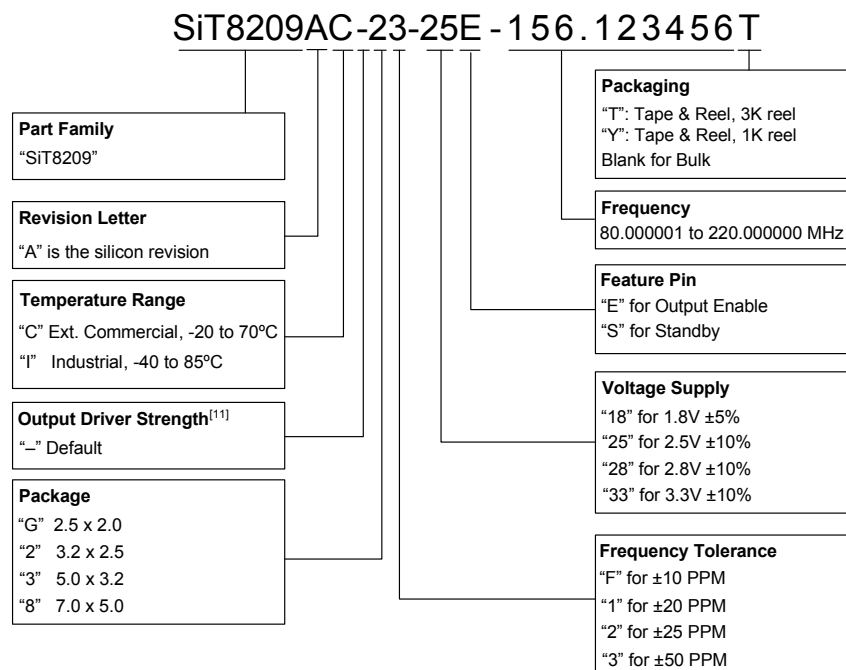 SiT8209AC-23-25E-156.123456T
Part Family
“SiT8209”
Revision Letter
“A” is the silicon revision
Temperature Range
“C” Ext. Commercial, -20 to 70ºC
“I” Industrial, -40 to 85ºC
Output Driver Strength[11]
“–” Default
Package
“G” 2.5 x 2.0
“2” 3.2 x 2.5
“3” 5.0 x 3.2
“8” 7.0 x 5.0
Packaging
“T”: Tape & Reel, 3K reel
“Y”: Tape & Reel, 1K reel
Blank for Bulk
Frequency
80.000001 to 220.000000 MHz
Feature Pin
“E” for Output Enable
“S” for Standby
Voltage Supply
“18” for 1.8V ±5%
“25” for 2.5V ±10%
“28” for 2.8V ±10%
“33” for 3.3V ±10%
Frequency Tolerance
“F” for ±10 PPM
“1” for ±20 PPM
“2” for ±25 PPM
“3” for ±50 PPM